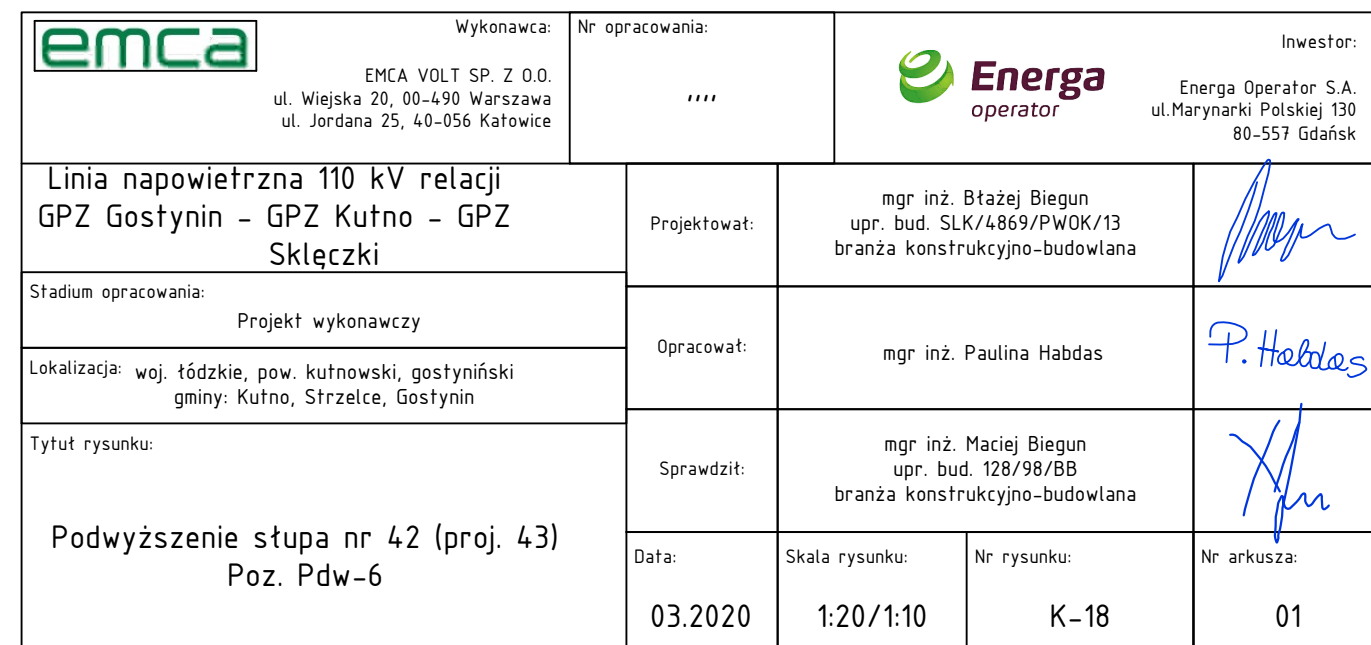 emca
Wykonawca:
EMCA VOLT SP. Z O.O.
ul. Wiejska 20, 00-490 Warszawa
ul. Jordana 25, 40-056 Katowice
Nr opracowania:
,,,,
Energa
operator
Inwestor:
Energa Operator S.A.
ul.Marynarki Polskiej 130
80-557 Gdańsk
Linia napowietrzna 110 kV relacji
GPZ Gostynin - GPZ Kutno - GPZ
Sklęczki
Stadium opracowania:
Projekt wykonawczy
Lokalizacja: woj. łódzkie, pow. kutnowski, gostyniński
gminy: Kutno, Strzelce, Gostynin
Tytuł rysunku:
Podwyższenie słupa nr 42 (proj. 43)
Poz. Pdw-6
Projektował:
mgr inż. Błażej Biegun
upr. bud. SLK/4869/PWOK/13
branża konstrukcyjno-budowlana
Opracował:
mgr inż. Paulina Habdas
P. Habdas
Sprawdził:
mgr inż. Maciej Biegun
upr. bud. 128/98/BB
branża konstrukcyjno-budowlana
Data:
03.2020
Skala rysunku:
1:20/1:10
Nr rysunku:
K-18
Nr arkusza:
01